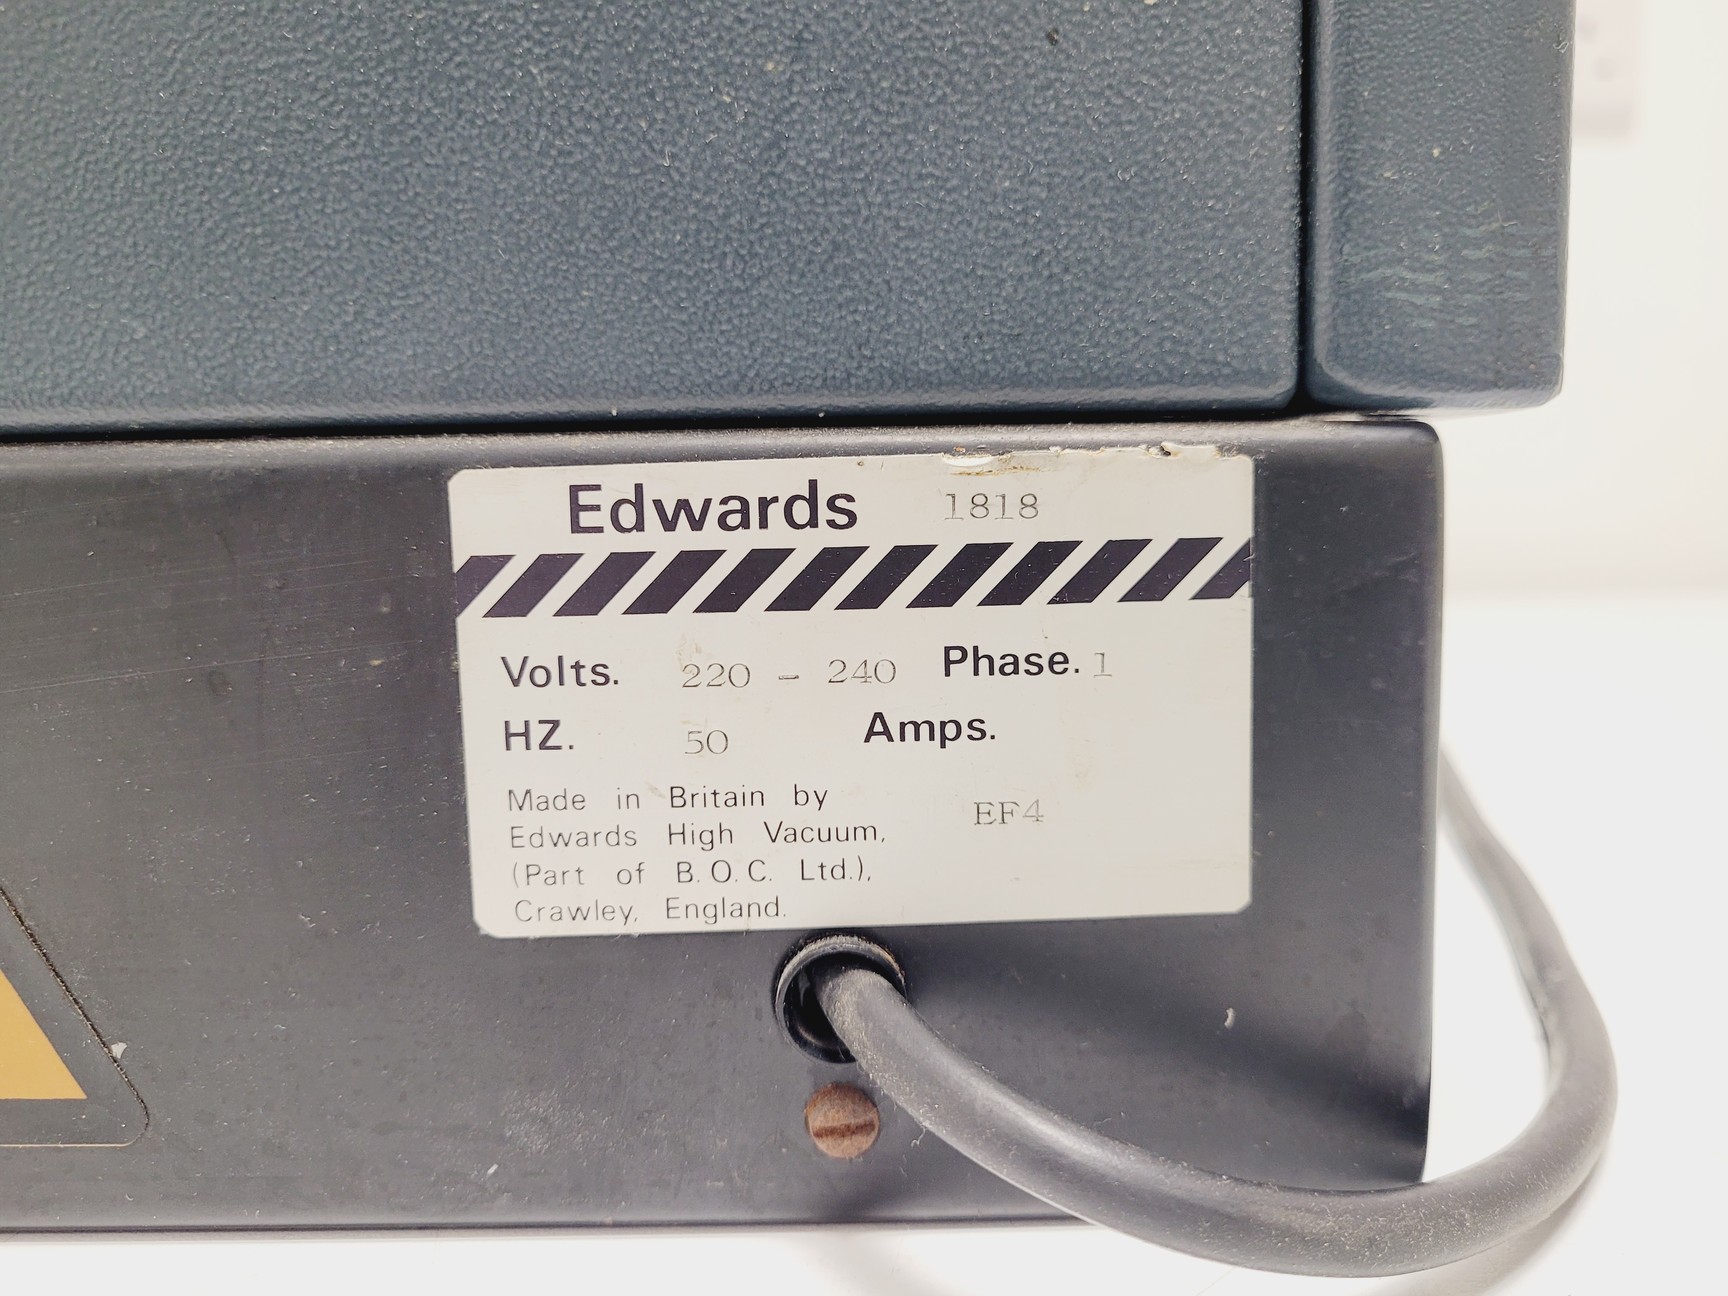 Edwards 1818
Volts. 220 - 240 Phase. 1
HZ. 50 Amps.
Made in Britain by
Edwards High Vacuum,
(Part of B.O.C. Ltd.),
Crawley, England.
EF4